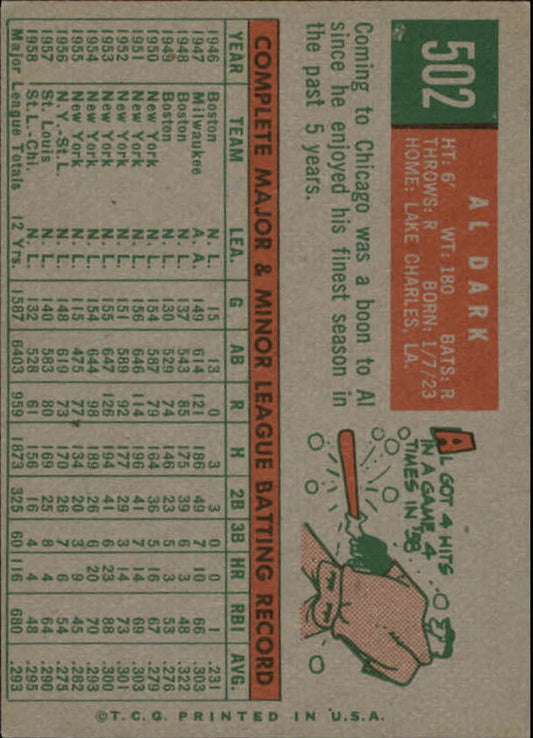 502
AL DARK
HT: 6' WT: 180 BATS: R
THROWS: R BORN: 1/7/23
HOME: LAKE CHARLES, LA.
Coming to Chicago was a boon to Al
since he enjoyed his finest season in
the past 5 years.
AL GOT 4 HITS
IN A GAME 4
TIMES IN '58
COMPLETE MAJOR & MINOR LEAGUE BATTING RECORD
YEAR TEAM LEA. G AB R H 2B 3B HR RBI AVG.
1946 Boston N. L. 15 13 0 3 3 0 0 1 .231
1947 Milwaukee A. A. 149 614 121 186 49 7 10 66 .303
1948 Boston N. L. 137 543 85 175 39 6 3 48 .322
1949 Boston N. L. 130 529 74 146 23 5 3 53 .276
1950 New York N. L. 154 587 79 164 36 5 16 67 .279
1951 New York N. L. 156 646 114 196 41 7 14 69 .303
1952 New York N. L. 151 589 92 177 29 3 14 73 .301
1953 New York N. L. 155 647 126 194 41 6 23 88 .300
1954 New York N. L. 154 644 98 189 26 6 20 70 .293
1955 New York N. L. 115 475 77 134 20 3 9 45 .282
1956 N.Y.-St.L. N. L. 148 619 73 170 26 7 6 54 .275
1957 St. Louis N. L. 140 583 80 169 25 8 4 64 .290
1958 St.L.-Chi. N. L. 132 528 61 156 16 4 4 48 .295
Major League Totals 12 Yrs. 1587 6403 959 1873 325 60 116 680 .293
©T.C.G. PRINTED IN U.S.A.